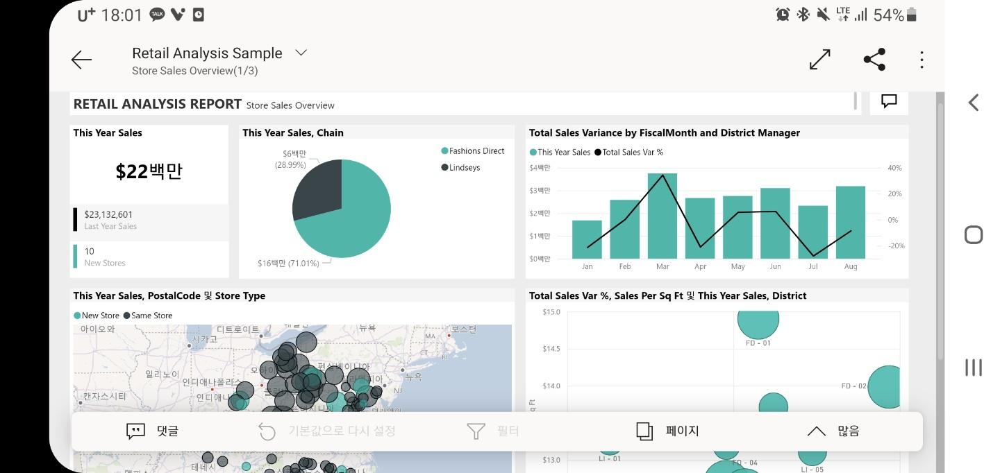 U⁺ 18:01 TALK LTE 54%
Retail Analysis Sample
Store Sales Overview(1/3)
RETAIL ANALYSIS REPORT Store Sales Overview
This Year Sales
$22백만
$23,132,601
Last Year Sales
10
New Stores
This Year Sales, Chain
Fashions Direct
Lindseys
$6백만
(28.99%)
$16백만 (71.01%)
Total Sales Variance by FiscalMonth and District Manager
This Year Sales Total Sales Var %
$4백만 40%
$3백만 20%
$2백만 0%
$1백만 -20%
$0백만
Jan Feb Mar Apr May Jun Jul Aug
This Year Sales, PostalCode 및 Store Type
New Store Same Store
아이오와 디트로이트 뉴욕 보스턴
시카고 MA
CT RI
일리노이 펜실베이니아
인디애나폴리스 뉴욕
캔자스시티 NJ
테네시
Total Sales Var %, Sales Per Sq Ft 및 This Year Sales, District
$15.0
FD - 01
$14.5
$14.0 FD - 02
LI - 01
$13.0 FD - 04
LI - 05
댓글 기본값으로 다시 설정 필터 페이지 많음